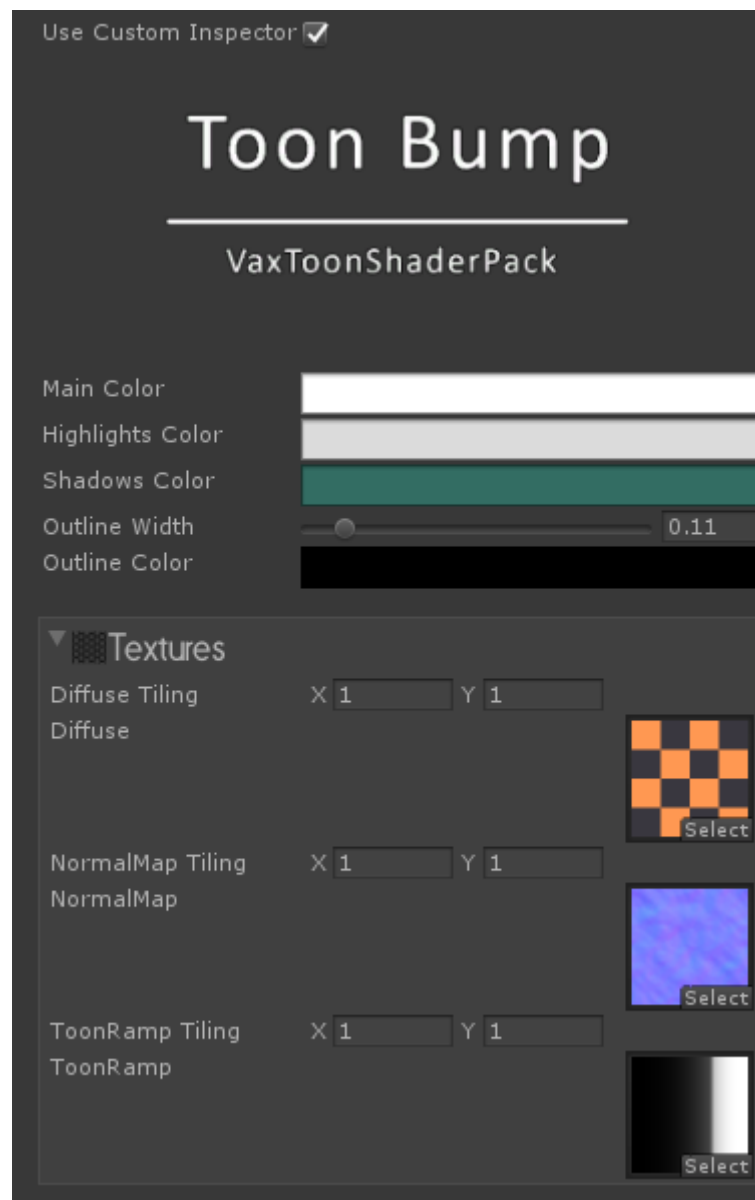 Use Custom Inspector
Toon Bump
VaxToonShaderPack
Main Color
Highlights Color
Shadows Color
Outline Width 0.11
Outline Color
Textures
Diffuse Tiling X 1 Y 1
Diffuse
Select
NormalMap Tiling X 1 Y 1
NormalMap
Select
ToonRamp Tiling X 1 Y 1
ToonRamp
Select